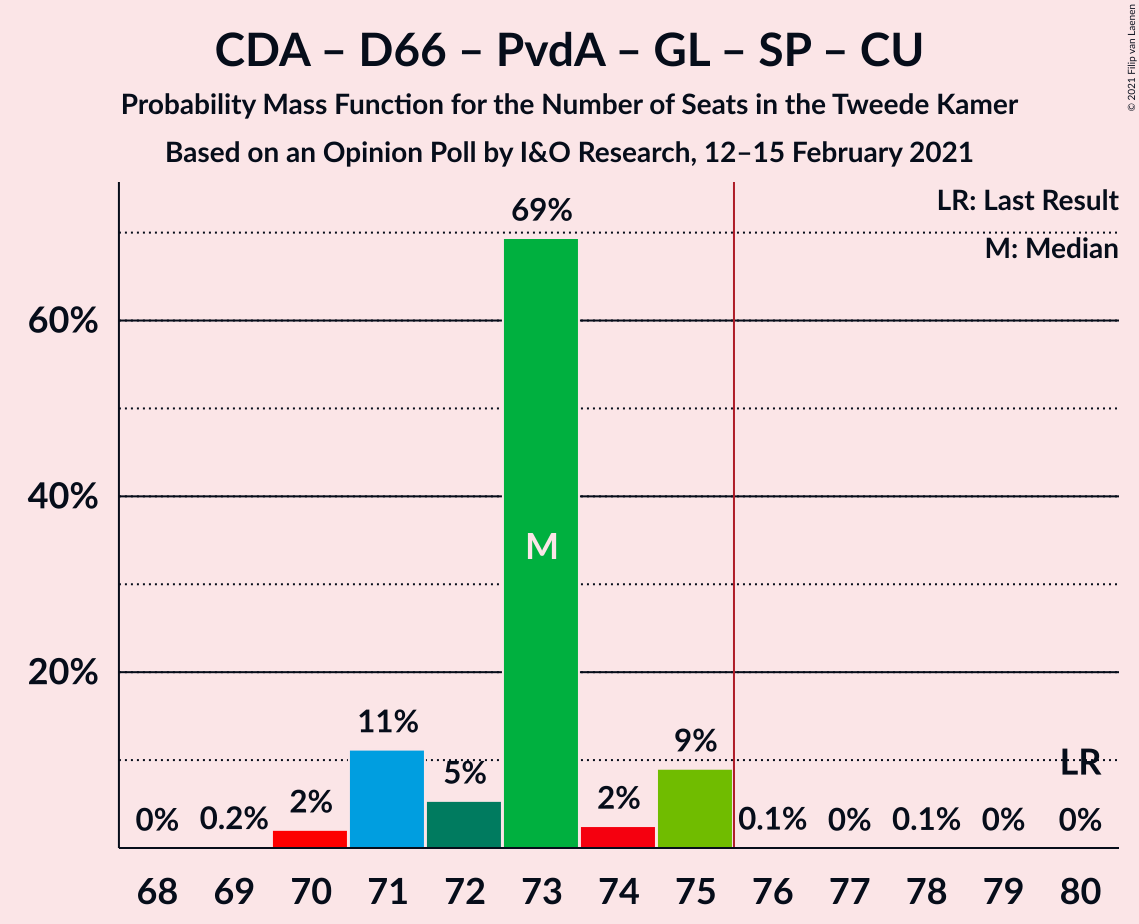 CDA – D66 – PvdA – GL – SP – CU
Probability Mass Function for the Number of Seats in the Tweede Kamer
Based on an Opinion Poll by I&O Research, 12–15 February 2021
© 2021 Filip van Laenen
LR: Last Result
M: Median
69%
60%
M
40%
20%
11%
9%
5%
LR
2%
2%
0%
0.2%
0.1%
0%
0.1%
0%
0%
68 69 70 71 72 73 74 75 76 77 78 79 80